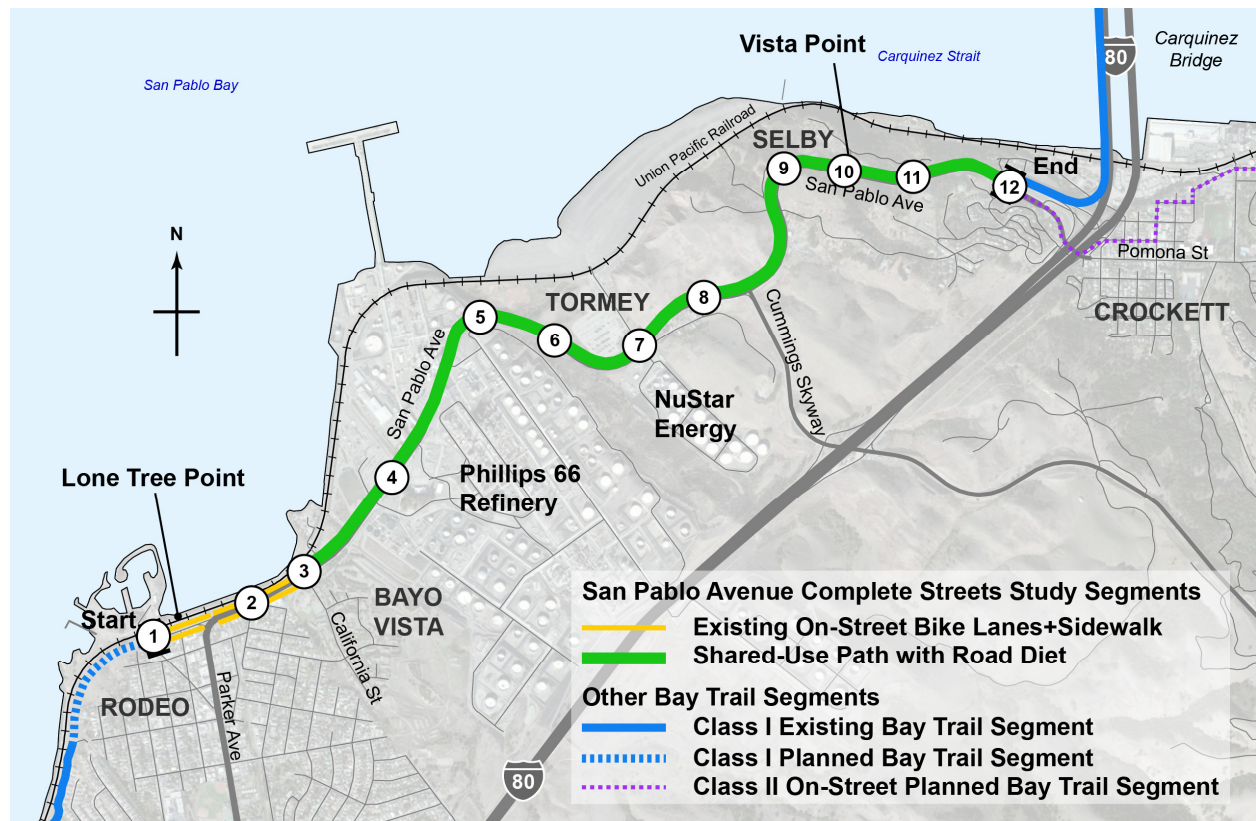 San Pablo Bay
Vista Point
Carquinez Strait
80
Carquinez
Bridge
Union Pacific Railroad
SELBY
End
9
10
11
12
San Pablo Ave
N
Pomona St
TORMEY
CROCKETT
8
5
6
7
Cummings Skyway
San Pablo Ave
NuStar
Energy
Lone Tree Point
4
Phillips 66
Refinery
3
BAYO
VISTA
Start
1
2
California St
RODEO
Parker Ave
80
San Pablo Avenue Complete Streets Study Segments
Existing On-Street Bike Lanes+Sidewalk
Shared-Use Path with Road Diet
Other Bay Trail Segments
Class I Existing Bay Trail Segment
Class I Planned Bay Trail Segment
Class II On-Street Planned Bay Trail Segment